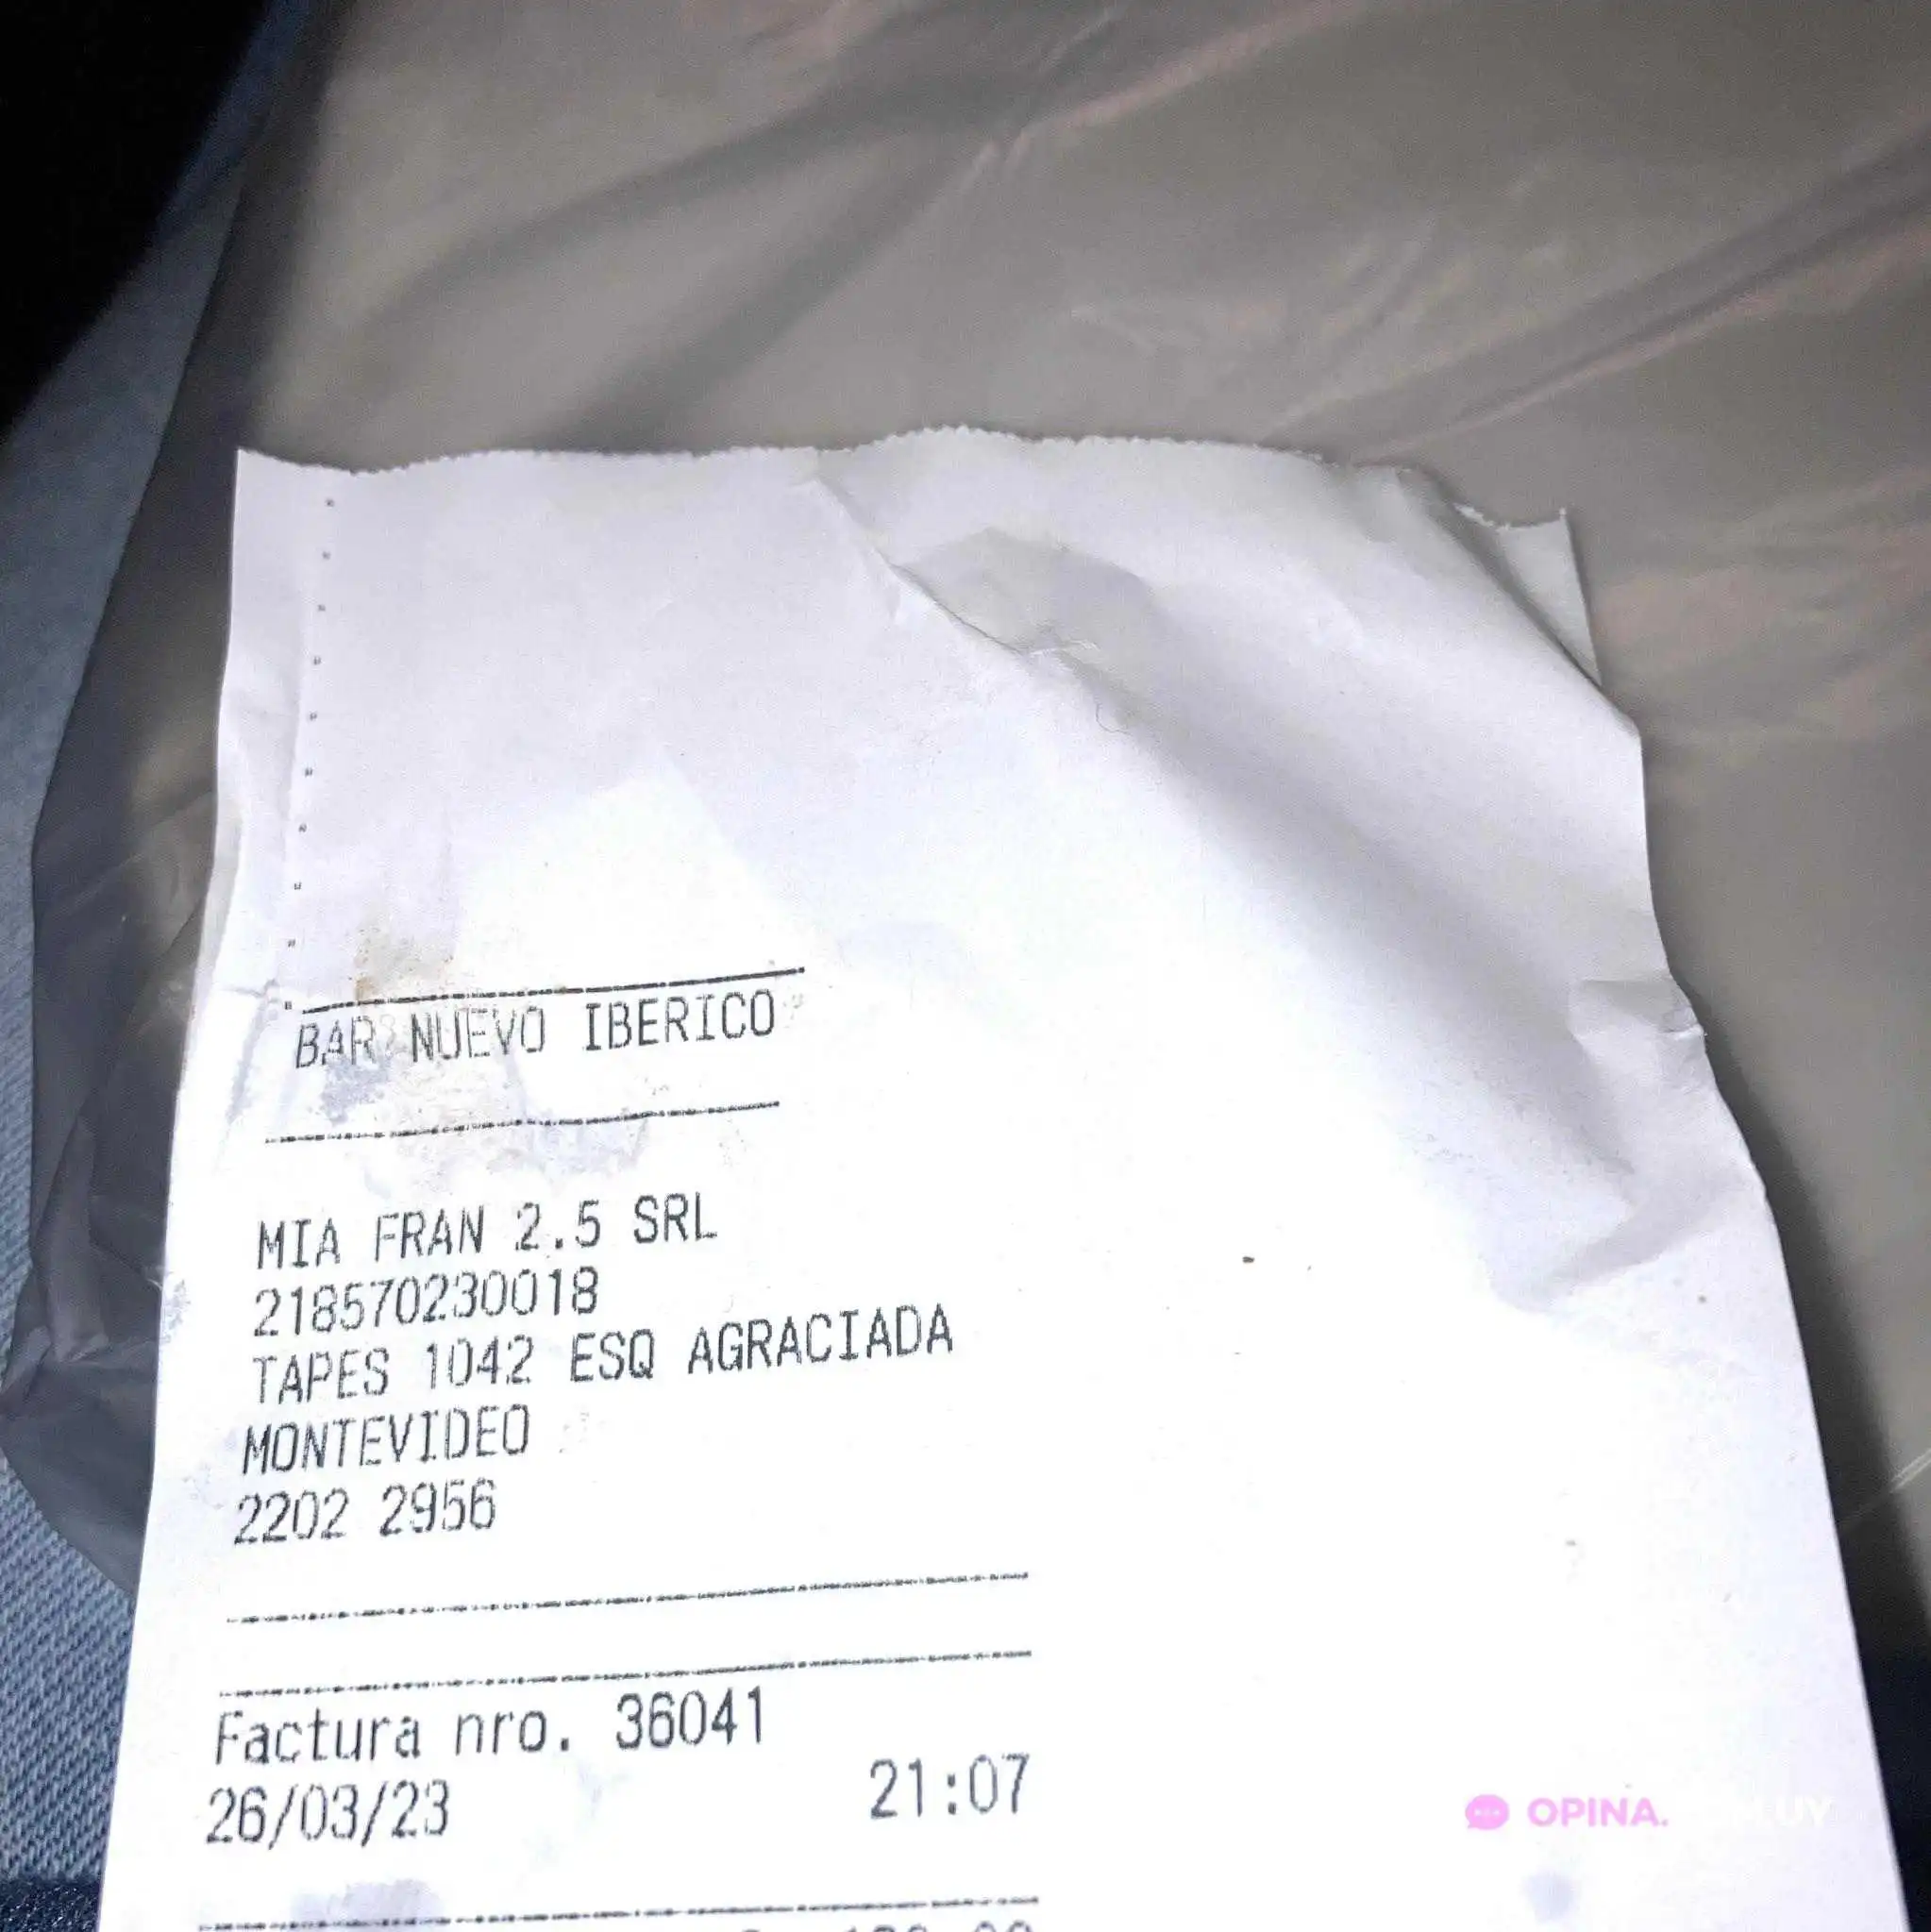 BAR NUEVO IBERICO
MIA FRAN 2.5 SRL
218570230018
TAPES 1042 ESQ AGRACIADA
MONTEVIDEO
2202 2956
Factura nro. 36041
26/03/23 21:07
OPINA.